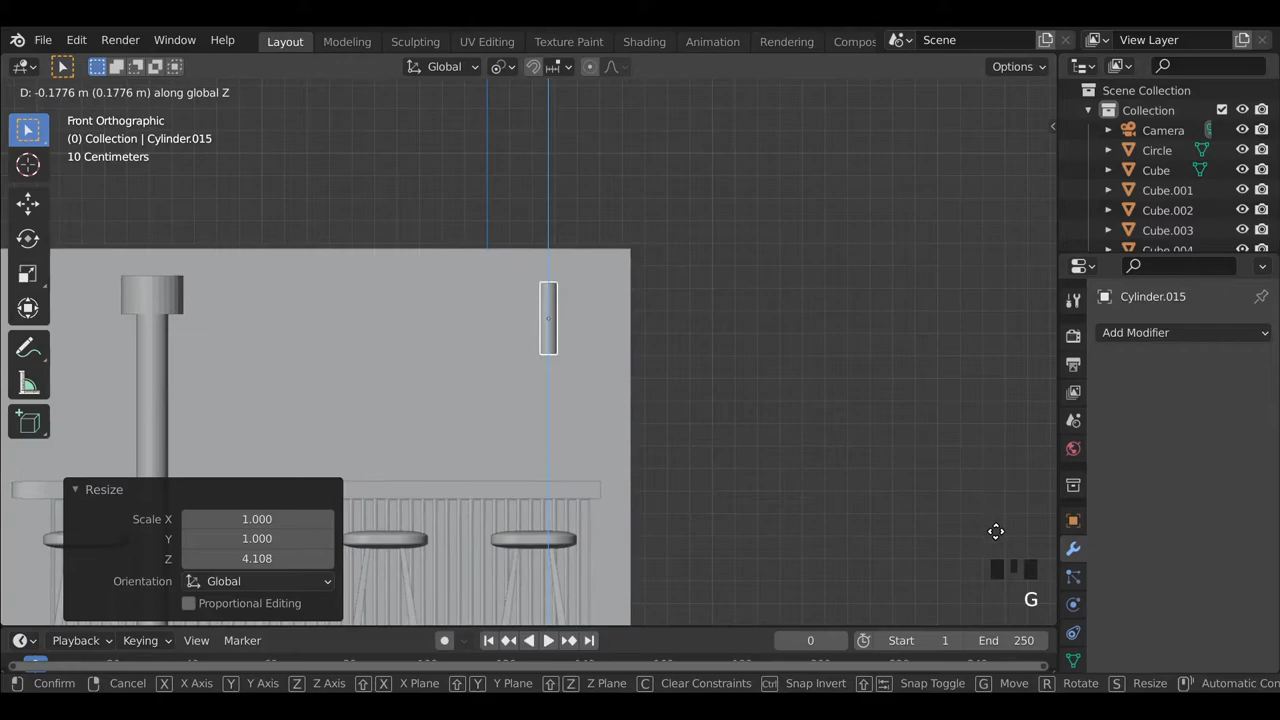 File Edit Render Window Help Layout Modeling Sculpting UV Editing Texture Paint Shading Animation Rendering Compos Scene View Layer
Global Options
D: -0.1776 m (0.1776 m) along global Z
Front Orthographic
(0) Collection | Cylinder.015
10 Centimeters
Scene Collection
Collection
Camera
Circle
Cube
Cube.001
Cube.002
Cube.003
Cube.004
Cylinder.015
Add Modifier
Resize
Scale X 1.000
Y 1.000
Z 4.108
Orientation Global
Proportional Editing
G
Playback Keying View Marker 0 Start 1 End 250
Confirm Cancel X X Axis Y Y Axis Z Z Axis X X Plane Y Y Plane Z Z Plane C Clear Constraints Ctrl Snap Invert Snap Toggle G Move R Rotate S Resize Automatic Con